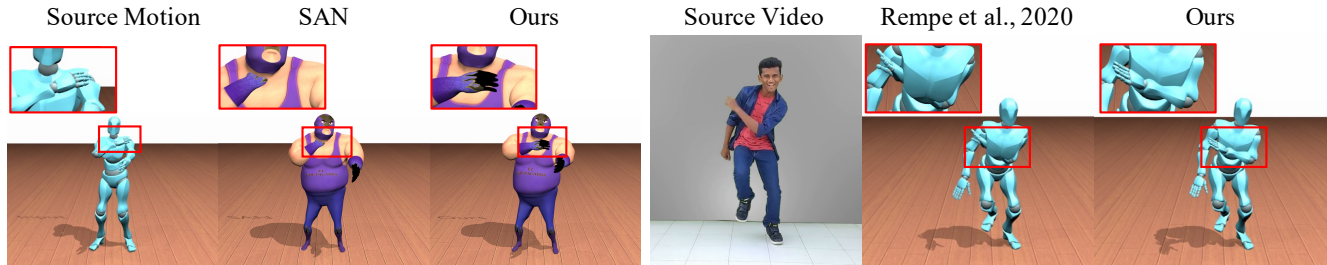 Source Motion
SAN
Ours
Source Video
Rempe et al., 2020
Ours